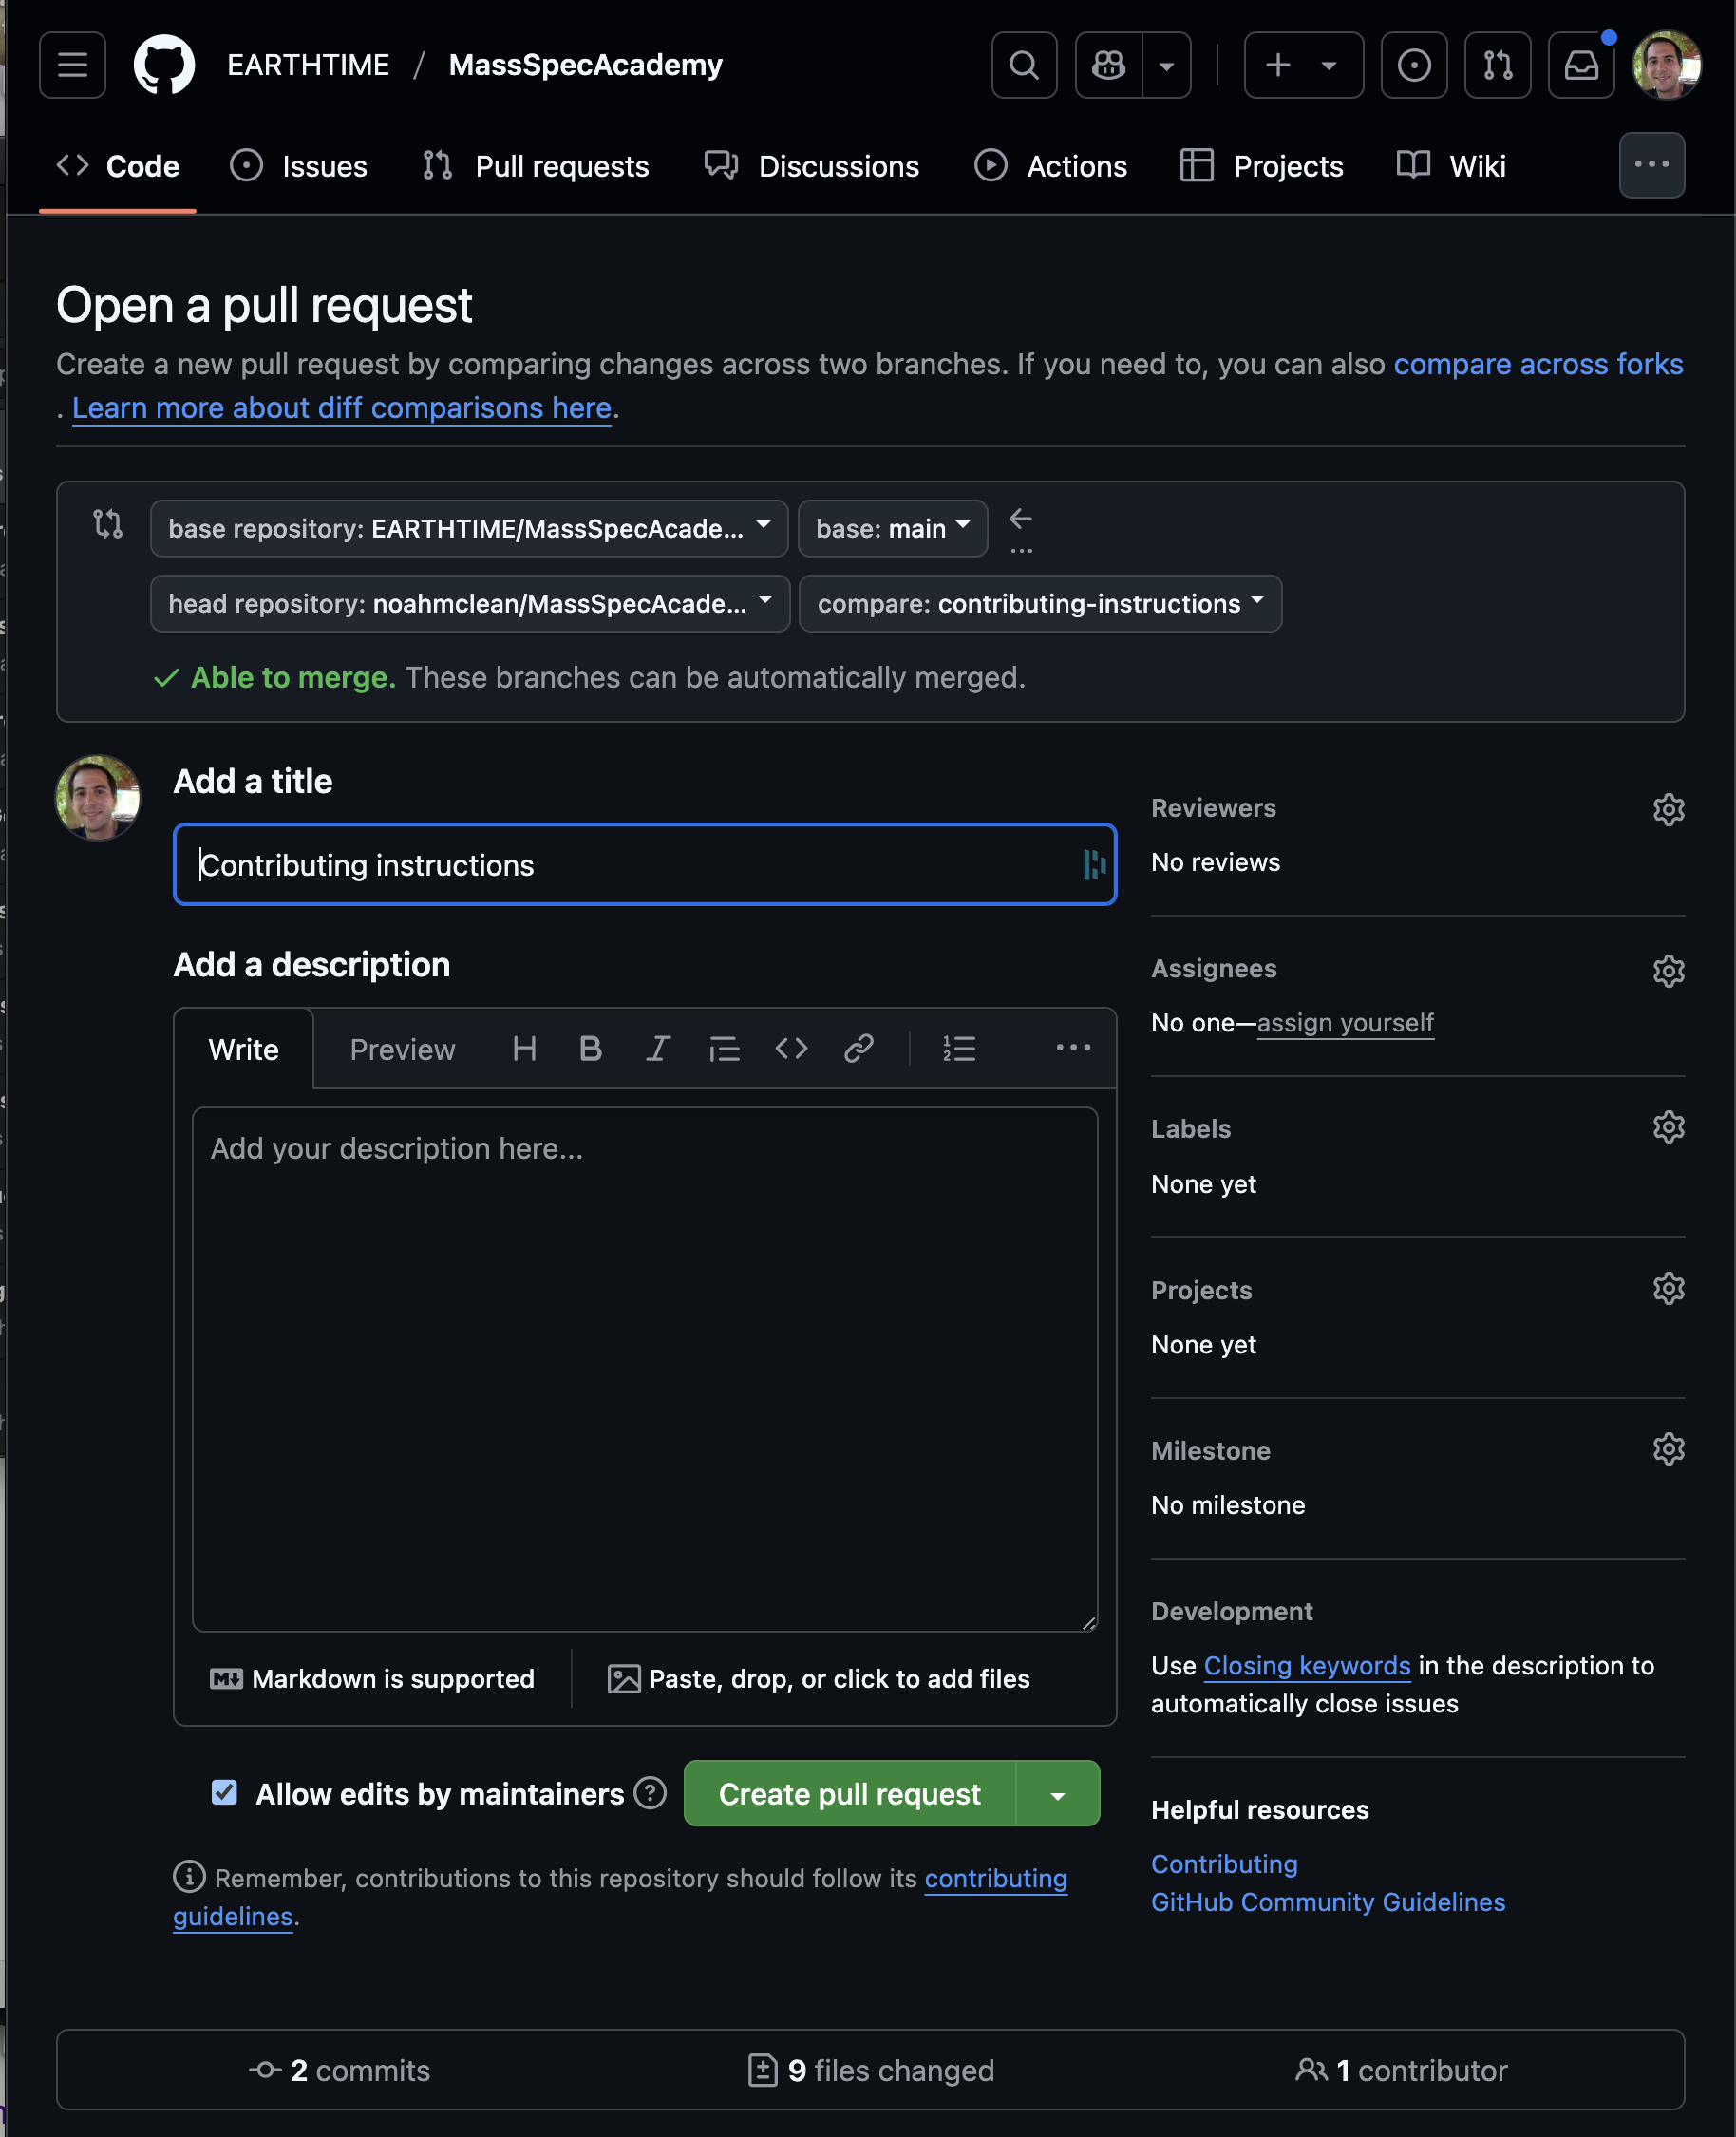 EARTHTIME / MassSpecAcademy
Code Issues Pull requests Discussions Actions Projects Wiki
Open a pull request
Create a new pull request by comparing changes across two branches. If you need to, you can also compare across forks
. Learn more about diff comparisons here.
base repository: EARTHTIME/MassSpecAcade... base: main
head repository: noahmclean/MassSpecAcade... compare: contributing-instructions
Able to merge. These branches can be automatically merged.
Add a title
Contributing instructions
Add a description
Write Preview
Add your description here...
Markdown is supported
Paste, drop, or click to add files
Allow edits by maintainers
Create pull request
Remember, contributions to this repository should follow its contributing
guidelines.
Reviewers
No reviews
Assignees
No one—assign yourself
Labels
None yet
Projects
None yet
Milestone
No milestone
Development
Use Closing keywords in the description to
automatically close issues
Helpful resources
Contributing
GitHub Community Guidelines
2 commits 9 files changed 1 contributor